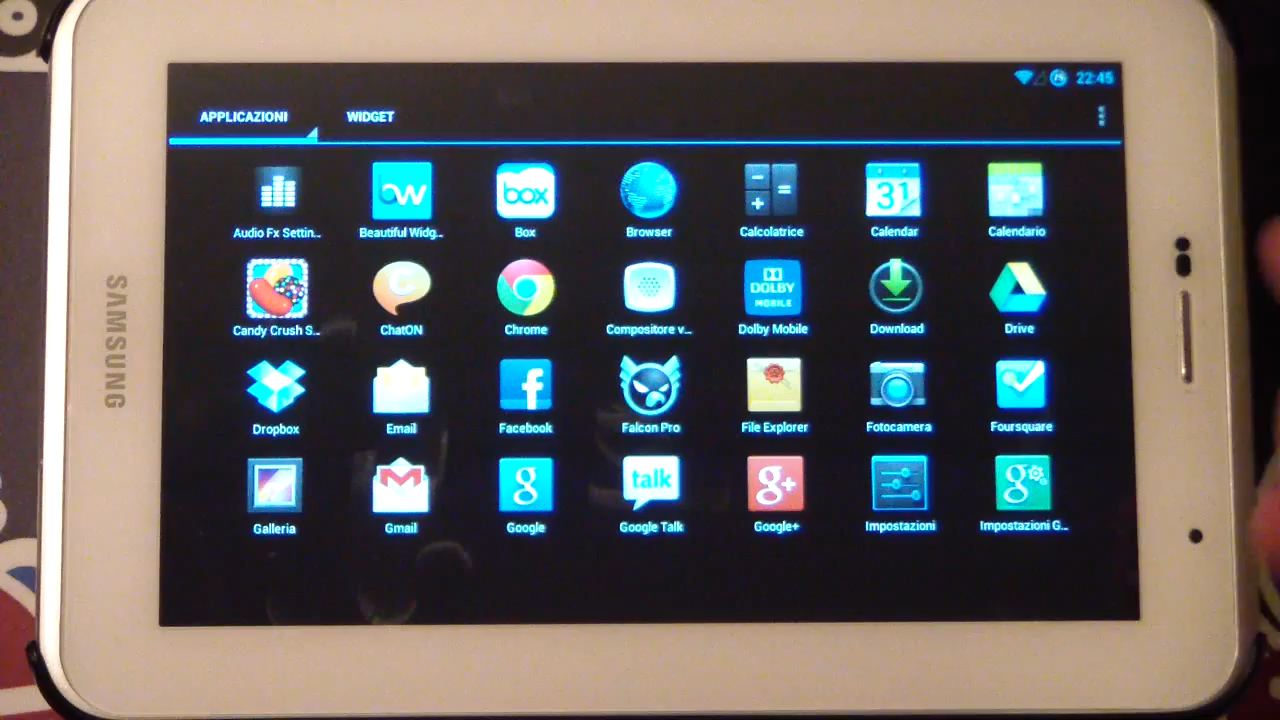 22:45
APPLICAZIONI WIDGET
bw box 31
Audio Fx Settin... Beautiful Widg... Box Browser Calcolatrice Calendar Calendario
C DOLBY MOBILE
Candy Crush S... ChatON Chrome Compositore v... Dolby Mobile Download Drive
f
Dropbox Email Facebook Falcon Pro File Explorer Fotocamera Foursquare
g talk g+ g
Galleria Gmail Google Google Talk Google+ Impostazioni Impostazioni G...
SAMSUNG